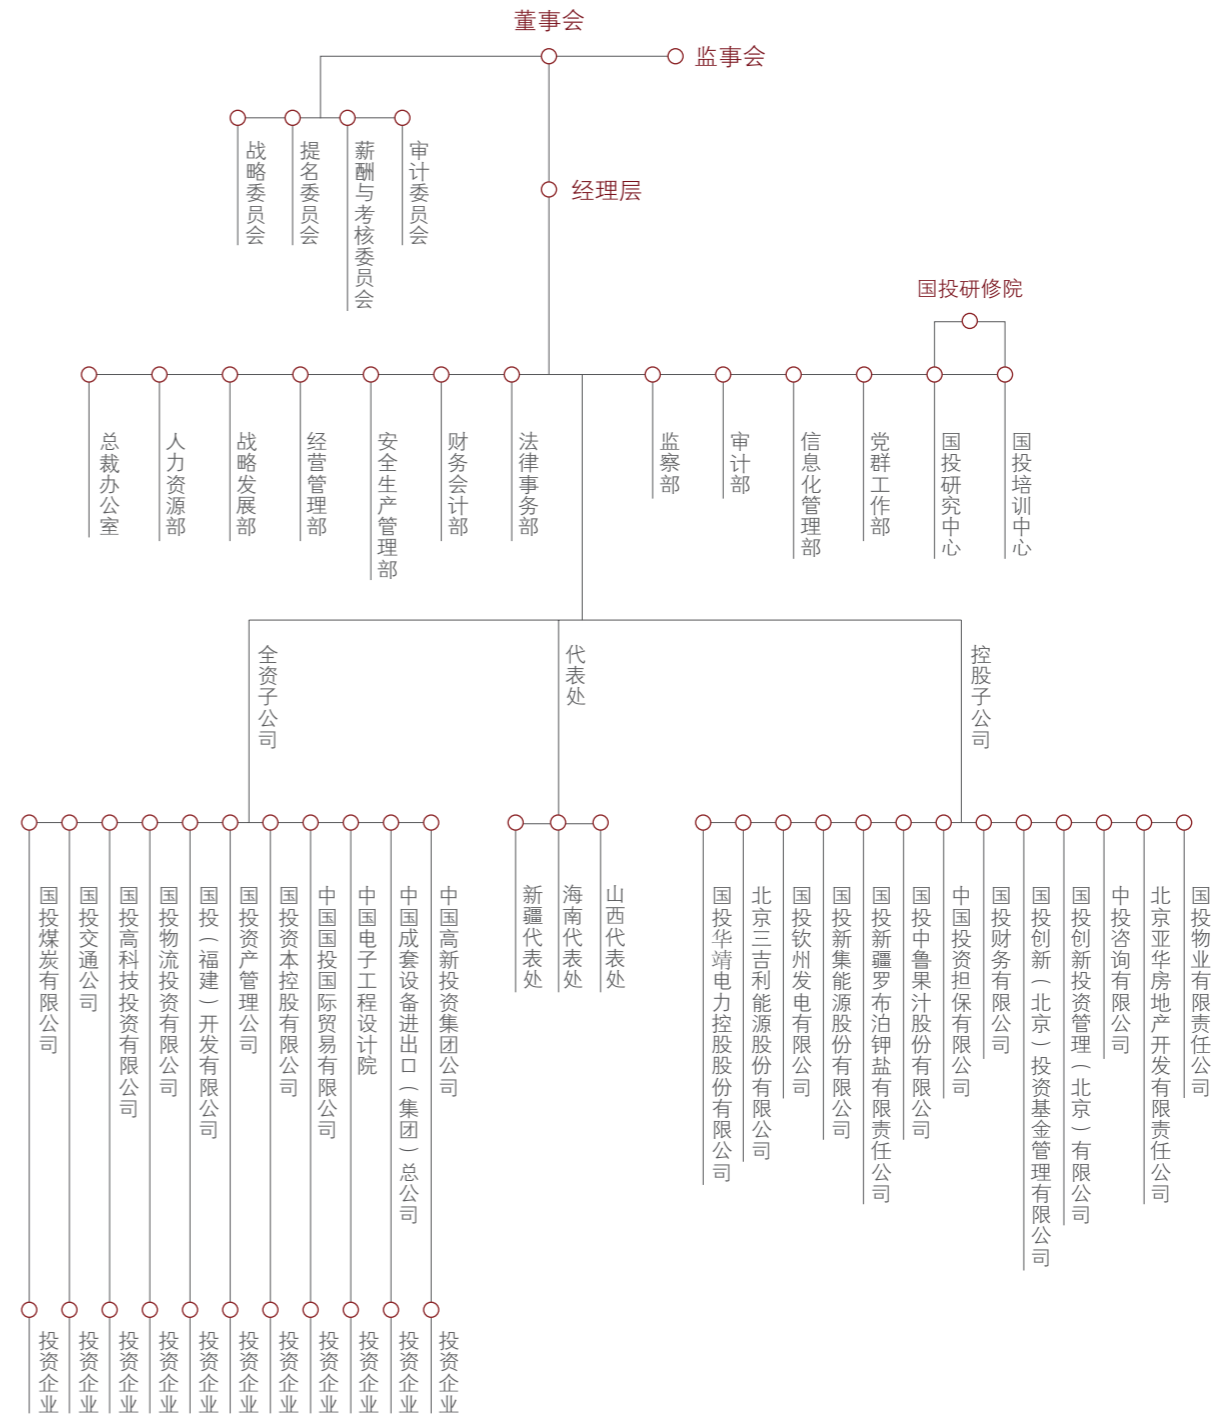 董事会
监事会
战略委员会
提名委员会
薪酬与考核委员会
审计委员会
经理层
国投研修院
总裁办公室
人力资源部
战略发展部
经营管理部
安全生产管理部
财务会计部
法律事务部
监察部
审计部
信息化管理部
党群工作部
国投研究中心
国投培训中心
全资子公司
代表处
控股子公司
国投煤炭有限公司
国投交通公司
国投高科技投资有限公司
国投物流投资有限公司
国投（福建）开发有限公司
国投资产管理公司
国投资本控股有限公司
中国国投国际贸易有限公司
中国电子工程设计院
中国成套设备进出口（集团）总公司
中国高新投资集团公司
新疆代表处
海南代表处
山西代表处
国投华靖电力控股股份有限公司
北京三吉利能源股份有限公司
国投钦州发电有限公司
国投新集能源股份有限公司
国投新疆罗布泊钾盐有限责任公司
国投中鲁果汁股份有限公司
中国投资担保有限公司
国投财务有限公司
国投创新（北京）投资基金管理有限公司
国投创新投资管理（北京）有限公司
中投咨询有限公司
北京亚华房地产开发有限责任公司
国投物业有限责任公司
投资企业
投资企业
投资企业
投资企业
投资企业
投资企业
投资企业
投资企业
投资企业
投资企业
投资企业